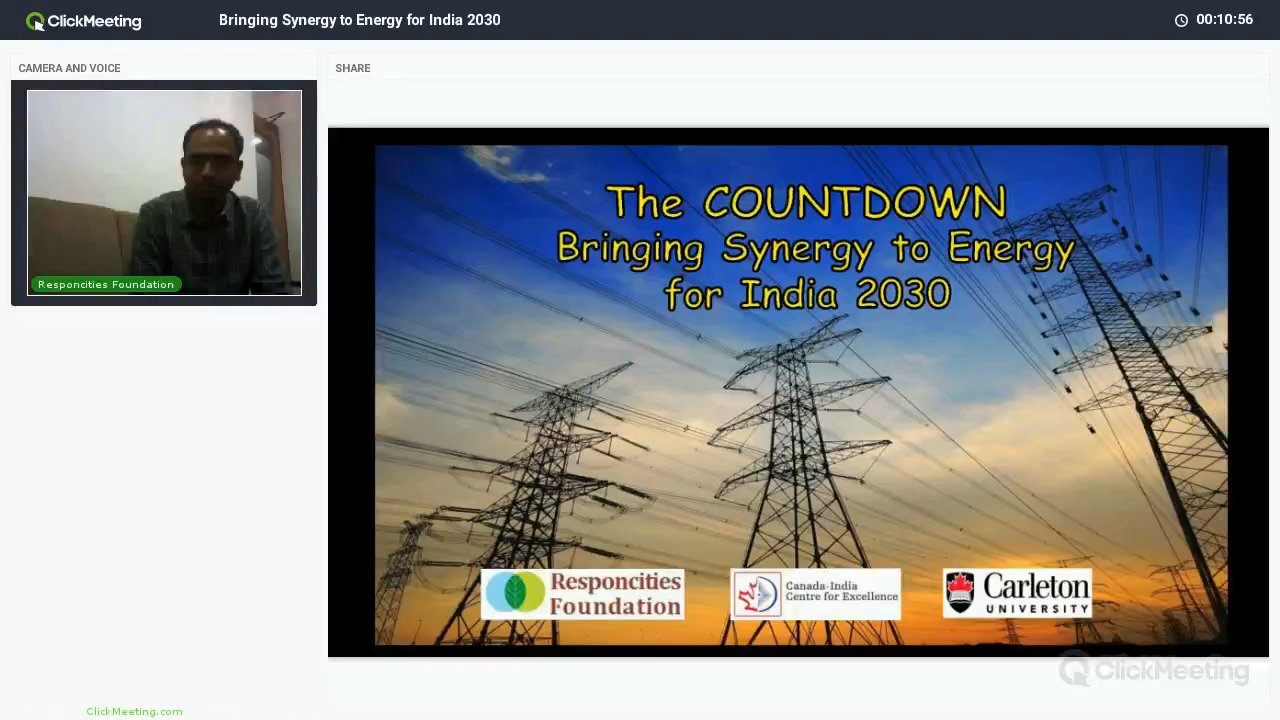 ClickMeeting
Bringing Synergy to Energy for India 2030
00:10:56
CAMERA AND VOICE
SHARE
Responcities Foundation
The COUNTDOWN
Bringing Synergy to Energy
for India 2030
Responcities
Foundation
Canada-India
Centre for Excellence
Carleton
UNIVERSITY
ClickMeeting
ClickMeeting.com